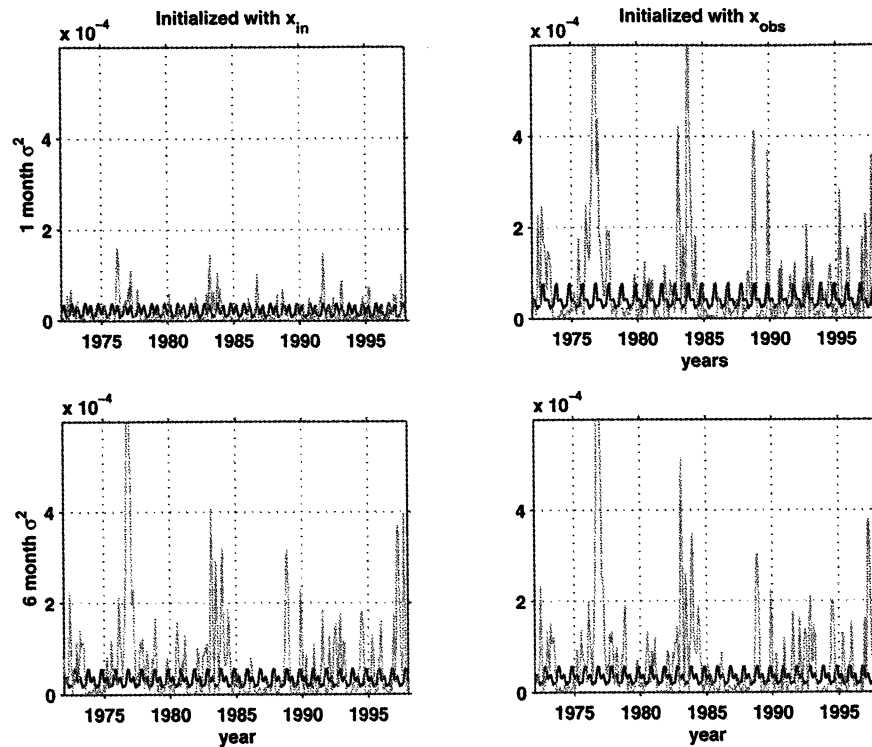 Initialized with x_in
x 10⁻⁴
4
2
0
1 month σ²
1975 1980 1985 1990 1995
Initialized with x_obs
x 10⁻⁴
4
2
0
1975 1980 1985 1990 1995
years
x 10⁻⁴
4
2
0
6 month σ²
1975 1980 1985 1990 1995
year
x 10⁻⁴
4
2
0
1975 1980 1985 1990 1995
year